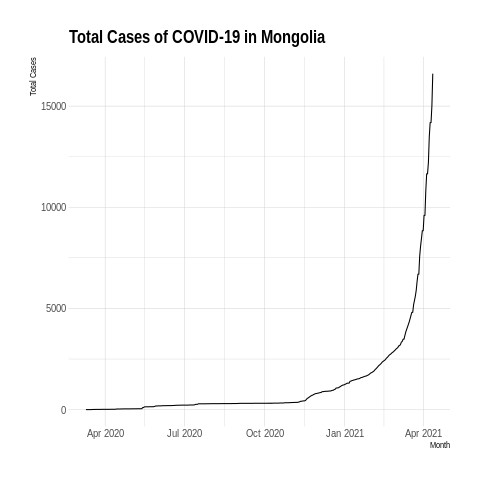 Total Cases of COVID-19 in Mongolia
Total Cases
15000
10000
5000
0
Apr 2020 Jul 2020 Oct 2020 Jan 2021 Apr 2021
Month